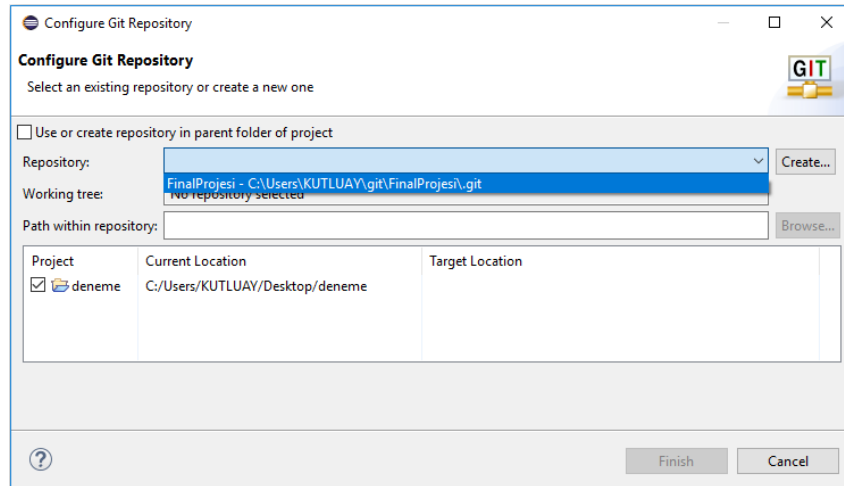 Configure Git Repository
Configure Git Repository
Select an existing repository or create a new one
GIT
Use or create repository in parent folder of project
Repository: Create...
FinalProjesi - C:\Users\KUTLUAY\git\FinalProjesi\.git
Working tree: No repository selected
Path within repository: Browse...
Project Current Location Target Location
deneme C:/Users/KUTLUAY/Desktop/deneme
? Finish Cancel